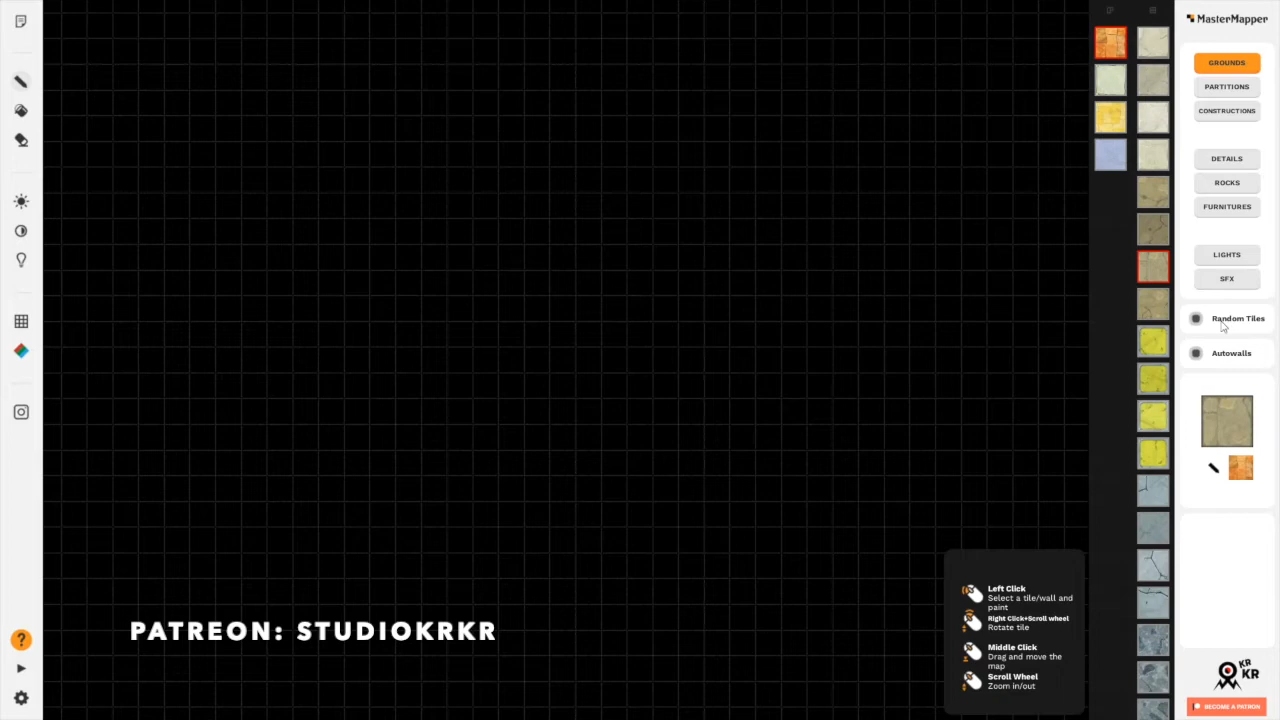 MasterMapper
GROUNDS
PARTITIONS
CONSTRUCTIONS
DETAILS
ROCKS
FURNITURES
LIGHTS
SFX
Random Tiles
Autowalls
Left Click
Select a tile/wall and
paint
Right Click+Scroll wheel
Rotate tile
Middle Click
Drag and move the
map
Scroll Wheel
Zoom in/out
PATREON: STUDIOKRKR
?
KR
KR
BECOME A PATRON